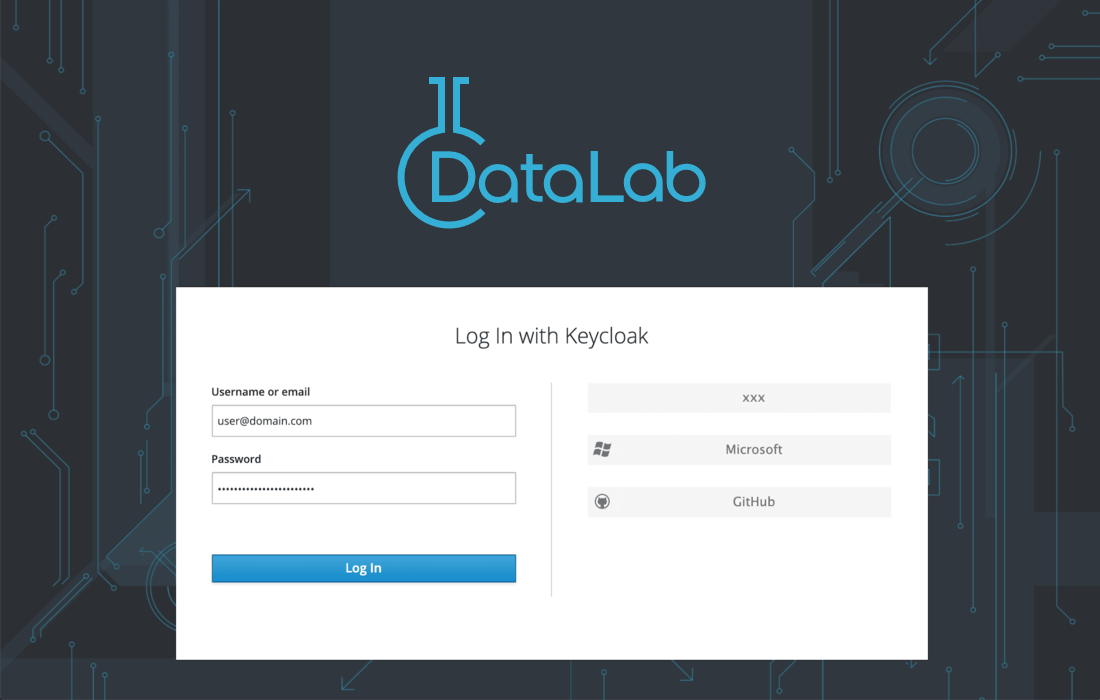 DataLab
Log In with Keycloak
Username or email
user@domain.com
Password
••••••••••••••••••••••••
Log In
xxx
Microsoft
GitHub